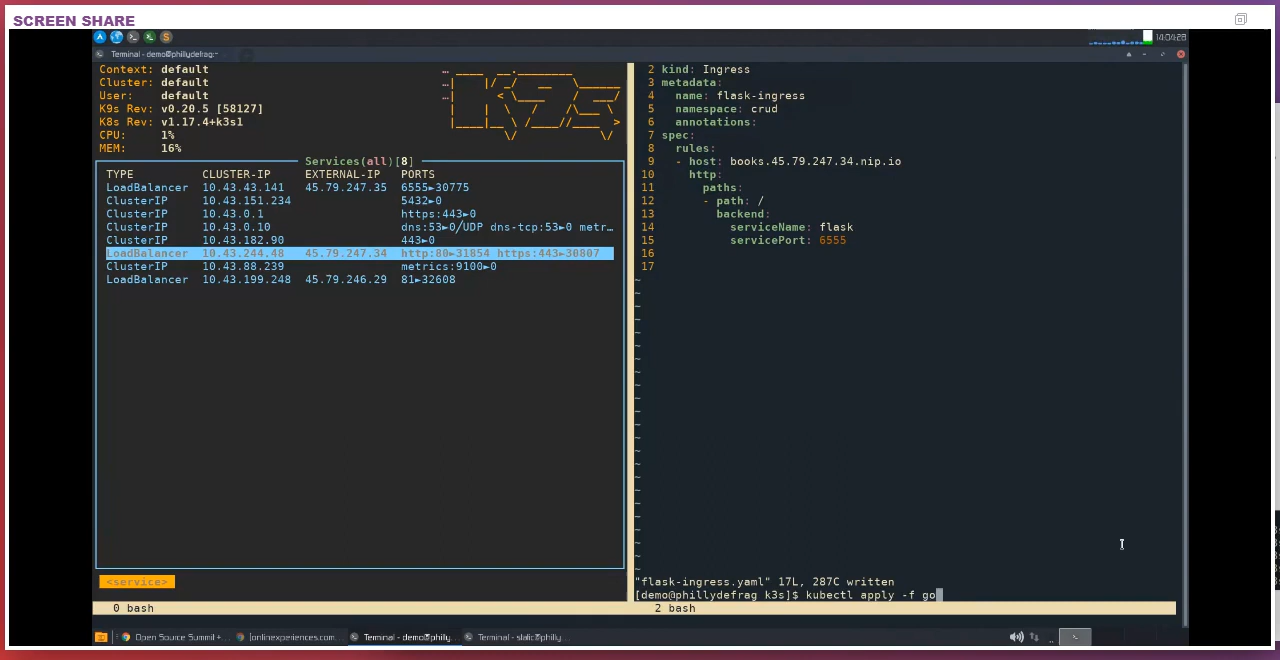 SCREEN SHARE
14:04:28
Terminal - demo@phillydefrag:~
Context: default
Cluster: default
User: default
K9s Rev: v0.20.5 [58127]
K8s Rev: v1.17.4+k3s1
CPU: 1%
MEM: 16%
Services(all)[8]
TYPE CLUSTER-IP EXTERNAL-IP PORTS
LoadBalancer 10.43.43.141 45.79.247.35 6555►30775
ClusterIP 10.43.151.234 5432►0
ClusterIP 10.43.0.1 https:443►0
ClusterIP 10.43.0.10 dns:53►0/UDP dns-tcp:53►0 metr…
ClusterIP 10.43.182.90 443►0
LoadBalancer 10.43.244.48 45.79.247.34 http:80►31854 https:443►30807
ClusterIP 10.43.88.239 metrics:9100►0
LoadBalancer 10.43.199.248 45.79.246.29 81►32608
<service>
0 bash
2 kind: Ingress
3 metadata:
4 name: flask-ingress
5 namespace: crud
6 annotations:
7 spec:
8 rules:
9 - host: books.45.79.247.34.nip.io
10 http:
11 paths:
12 - path: /
13 backend:
14 serviceName: flask
15 servicePort: 6555
16
17
"flask-ingress.yaml" 17L, 287C written
[demo@phillydefrag k3s]$ kubectl apply -f go
2 bash
Open Source Summit +...
[onlinexperiences.com...
Terminal - demo@philly...
Terminal - static@philly...